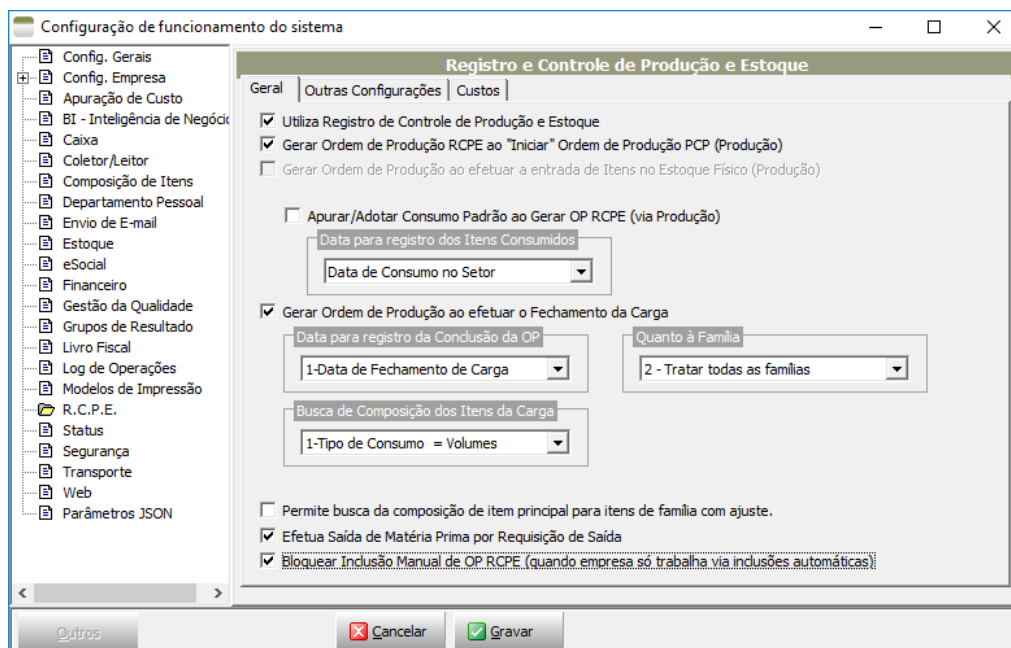 Configuração de funcionamento do sistema
Config. Gerais
Config. Empresa
Apuração de Custo
BI - Inteligência de Negóci
Caixa
Coletor/Leitor
Composição de Itens
Departamento Pessoal
Envio de E-mail
Estoque
eSocial
Financeiro
Gestão da Qualidade
Grupos de Resultado
Livro Fiscal
Log de Operações
Modelos de Impressão
R.C.P.E.
Status
Segurança
Transporte
Web
Parâmetros JSON
Registro e Controle de Produção e Estoque
Geral Outras Configurações Custos
Utiliza Registro de Controle de Produção e Estoque
Gerar Ordem de Produção RCPE ao "Iniciar" Ordem de Produção PCP (Produção)
Gerar Ordem de Produção ao efetuar a entrada de Itens no Estoque Físico (Produção)
Apurar/Adotar Consumo Padrão ao Gerar OP RCPE (via Produção)
Data para registro dos Itens Consumidos
Data de Consumo no Setor
Gerar Ordem de Produção ao efetuar o Fechamento da Carga
Data para registro da Conclusão da OP
1-Data de Fechamento de Carga
Quanto à Família
2 - Tratar todas as famílias
Busca de Composição dos Itens da Carga
1-Tipo de Consumo = Volumes
Permite busca da composição de item principal para itens de família com ajuste.
Efetua Saída de Matéria Prima por Requisição de Saída
Bloquear Inclusão Manual de OP RCPE (quando empresa só trabalha via inclusões automáticas)
Outros
Cancelar
Gravar